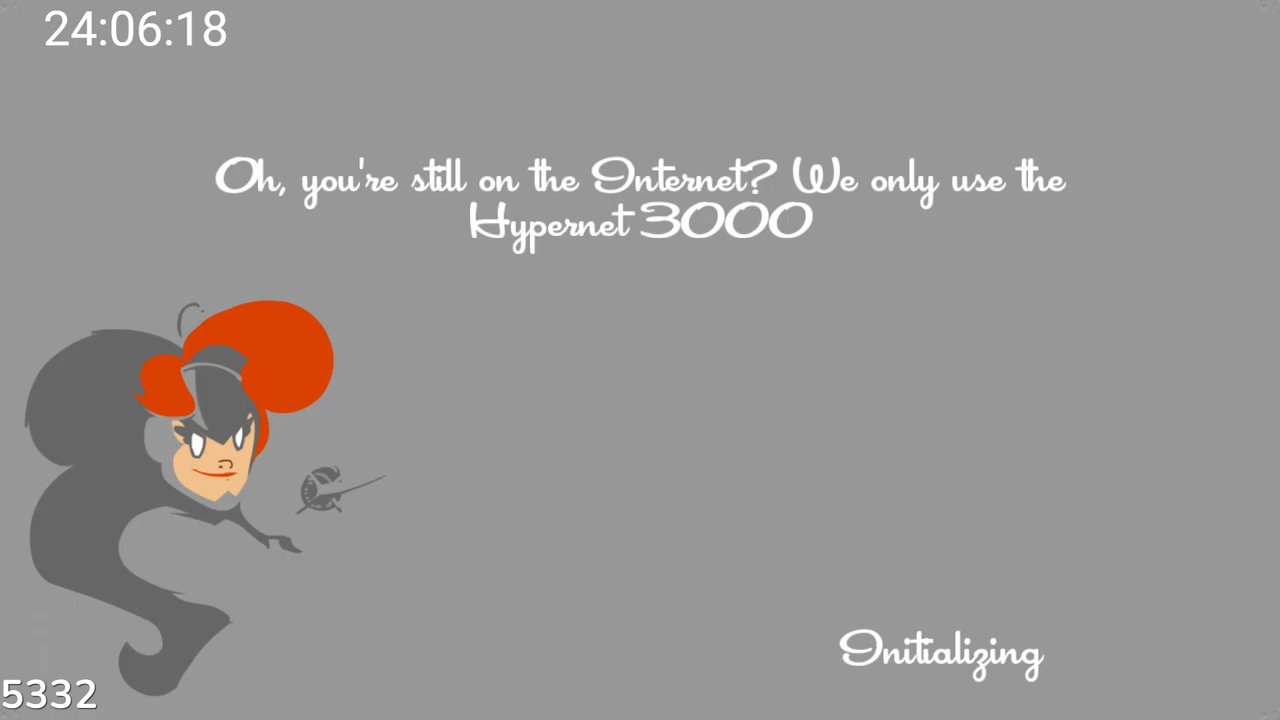 24:06:18
Oh, you're still on the Internet? We only use the
Hypernet 3000
Initializing
5332